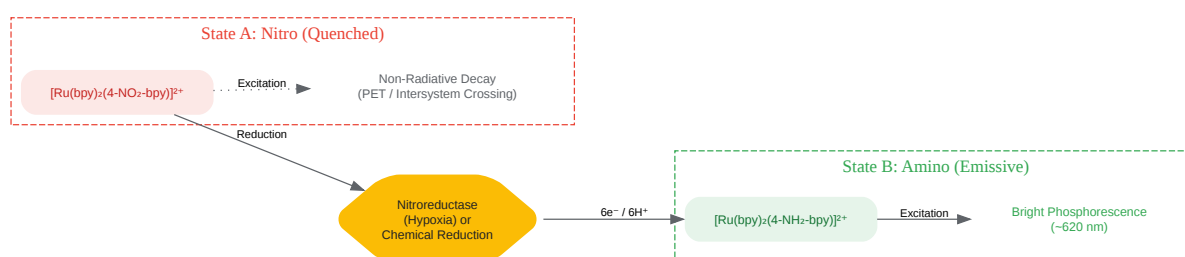 State A: Nitro (Quenched)
[Ru(bpy)₂(4-NO₂-bpy)]²⁺
Excitation
Non-Radiative Decay
(PET / Intersystem Crossing)
Reduction
State B: Amino (Emissive)
Nitroreductase
(Hypoxia) or
Chemical Reduction
6e⁻ / 6H⁺
[Ru(bpy)₂(4-NH₂-bpy)]²⁺
Excitation
Bright Phosphorescence
(~620 nm)